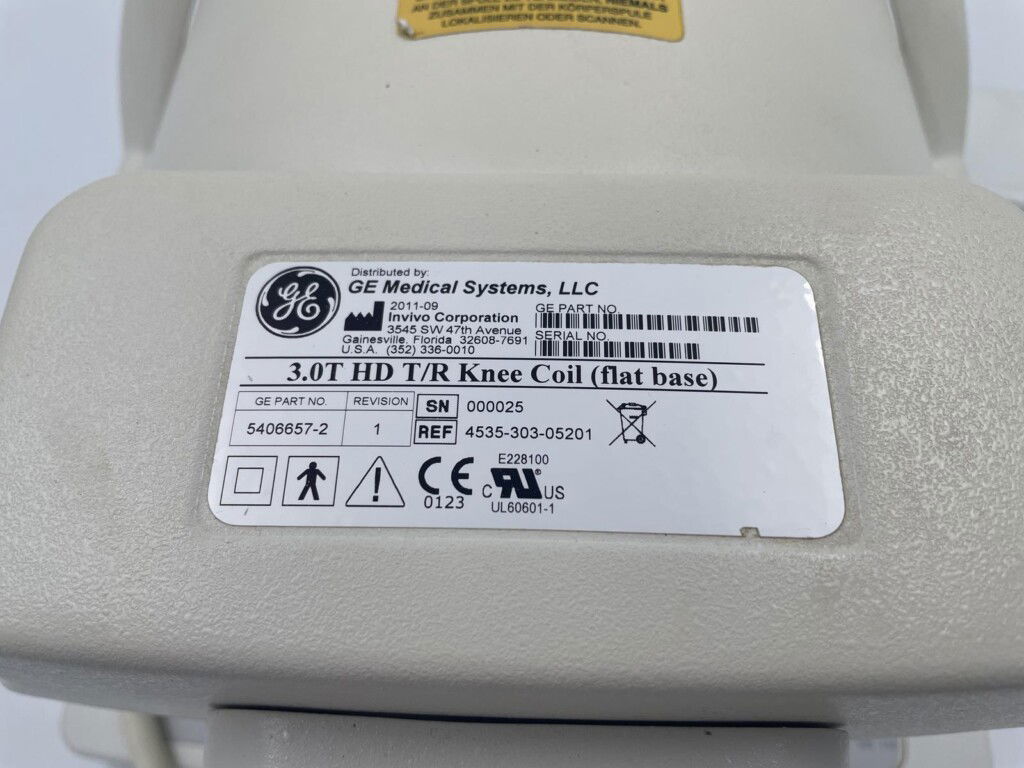 NIEMALS
ZUSAMMEN MIT DER KÖRPERSPULE
LOKALISIEREN ODER SCANNEN.
GE
Distributed by:
GE Medical Systems, LLC
2011-09
Invivo Corporation
3545 SW 47th Avenue
Gainesville, Florida 32608-7691
U.S.A. (352) 336-0010
GE PART NO.
SERIAL NO.
3.0T HD T/R Knee Coil (flat base)
GE PART NO. REVISION
5406657-2 1
SN 000025
REF 4535-303-05201
CE
0123
E228100
C UR ® US
UL60601-1